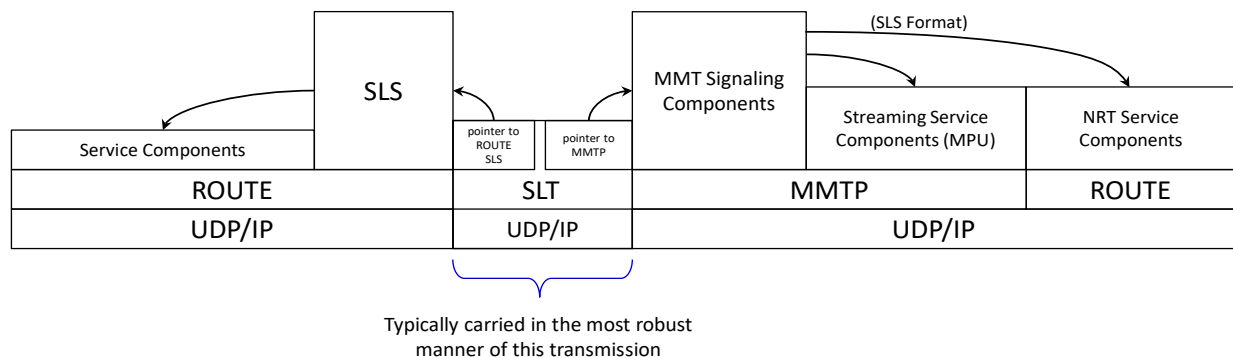 (SLS Format)
SLS
MMT Signaling
Components
Service Components
pointer to
ROUTE
SLS
pointer to
MMTP
Streaming Service
Components (MPU)
NRT Service
Components
ROUTE
SLT
MMTP
ROUTE
UDP/IP
UDP/IP
UDP/IP
Typically carried in the most robust
manner of this transmission